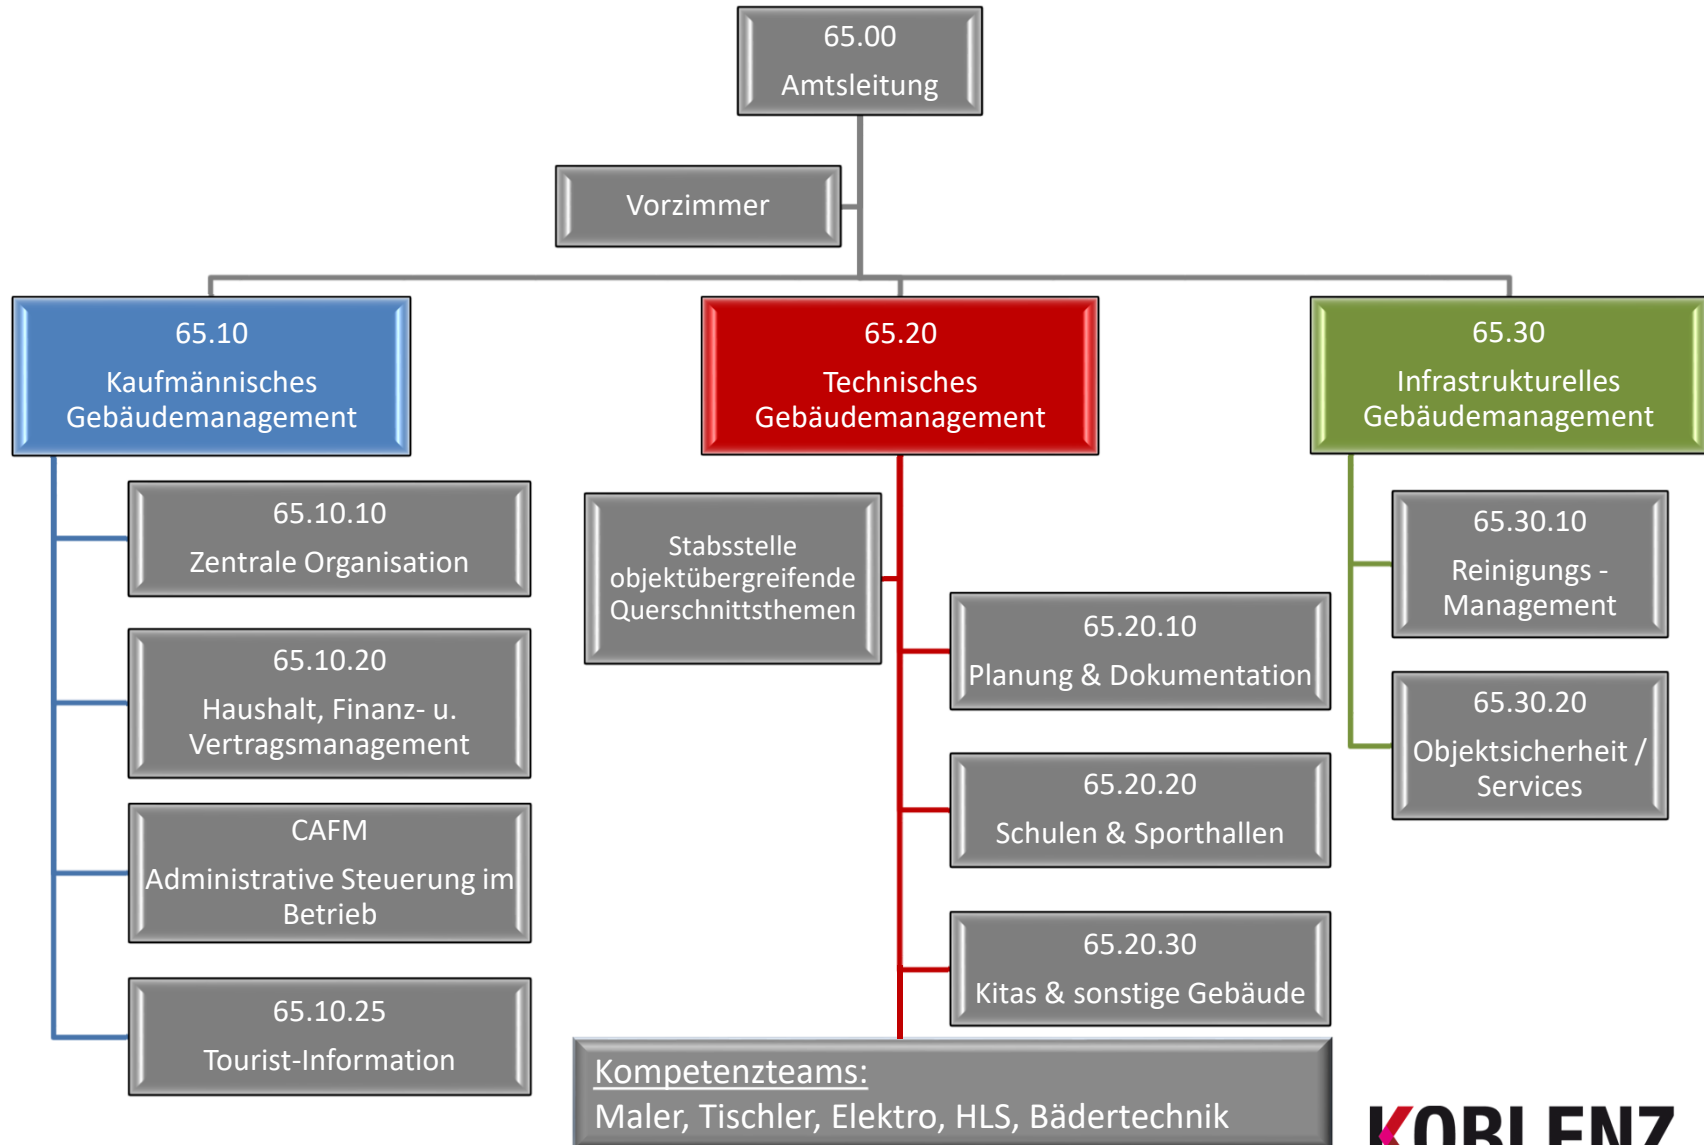 65.00
Amtsleitung
Vorzimmer
65.10
Kaufmännisches
Gebäudemanagement
65.10.10
Zentrale Organisation
65.10.20
Haushalt, Finanz- u.
Vertragsmanagement
CAFM
Administrative Steuerung im
Betrieb
65.10.25
Tourist-Information
65.20
Technisches
Gebäudemanagement
Stabsstelle
objektübergreifende
Querschnittsthemen
65.20.10
Planung & Dokumentation
65.20.20
Schulen & Sporthallen
65.20.30
Kitas & sonstige Gebäude
Kompetenzteams:
Maler, Tischler, Elektro, HLS, Bädertechnik
65.30
Infrastrukturelles
Gebäudemanagement
65.30.10
Reinigungs -
Management
65.30.20
Objektsicherheit /
Services
KOBLENZ